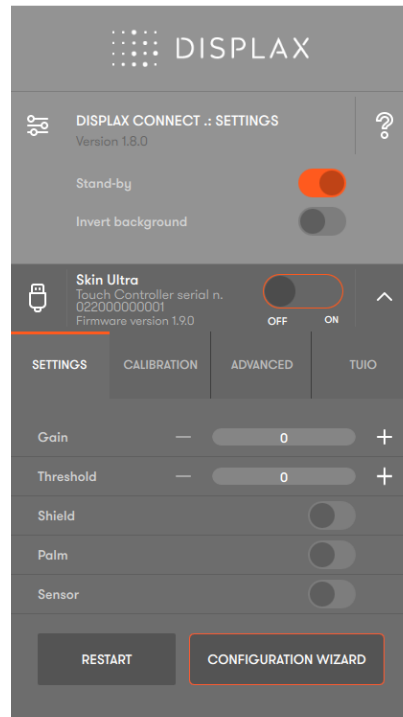 DISPLAX
DISPLAX CONNECT .: SETTINGS
Version 1.8.0
Stand-by
Invert background
Skin Ultra
Touch Controller serial n.
022000000001
Firmware version 1.9.0
OFF ON
SETTINGS CALIBRATION ADVANCED TUIO
Gain — 0 +
Threshold — 0 +
Shield
Palm
Sensor
RESTART CONFIGURATION WIZARD